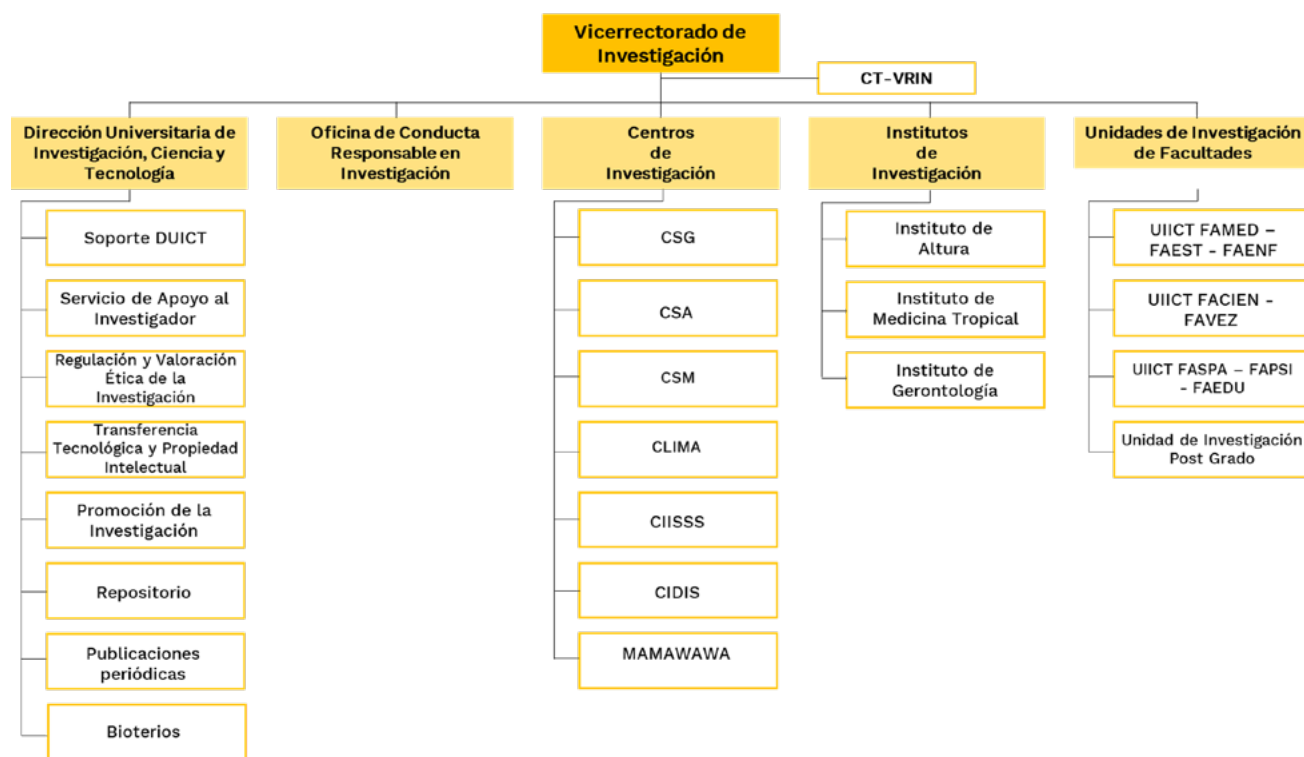 Vicerrectorado de
Investigación
CT-VRIN
Dirección Universitaria de
Investigación, Ciencia y
Tecnología
Soporte DUICT
Servicio de Apoyo al
Investigador
Regulación y Valoración
Ética de la
Investigación
Transferencia
Tecnológica y Propiedad
Intelectual
Promoción de la
Investigación
Repositorio
Publicaciones
periódicas
Bioterios
Oficina de Conducta
Responsable en
Investigación
Centros
de
Investigación
CSG
CSA
CSM
CLIMA
CIISSS
CIDIS
MAMAWAWA
Institutos
de
Investigación
Instituto de
Altura
Instituto de
Medicina Tropical
Instituto de
Gerontología
Unidades de Investigación
de Facultades
UIICT FAMED –
FAEST - FAENF
UIICT FACIEN -
FAVEZ
UIICT FASPA – FAPSI
- FAEDU
Unidad de Investigación
Post Grado